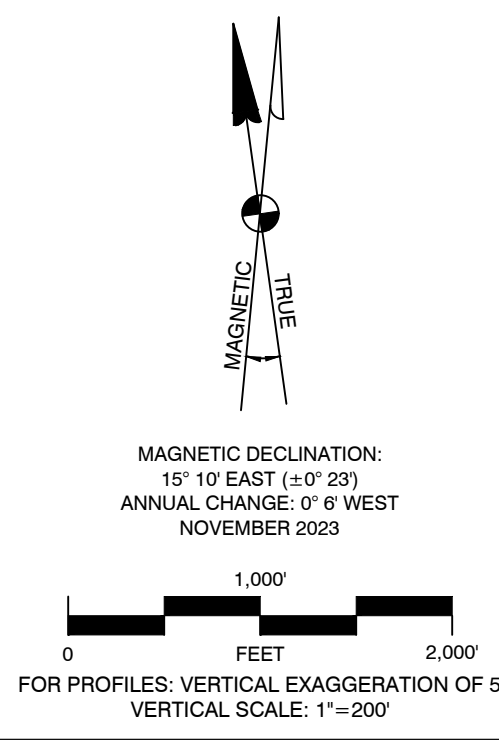 MAGNETIC
TRUE
MAGNETIC DECLINATION:
15° 10' EAST (±0° 23')
ANNUAL CHANGE: 0° 6' WEST
NOVEMBER 2023
1,000'
0 FEET 2,000'
FOR PROFILES: VERTICAL EXAGGERATION OF 5
VERTICAL SCALE: 1"=200'